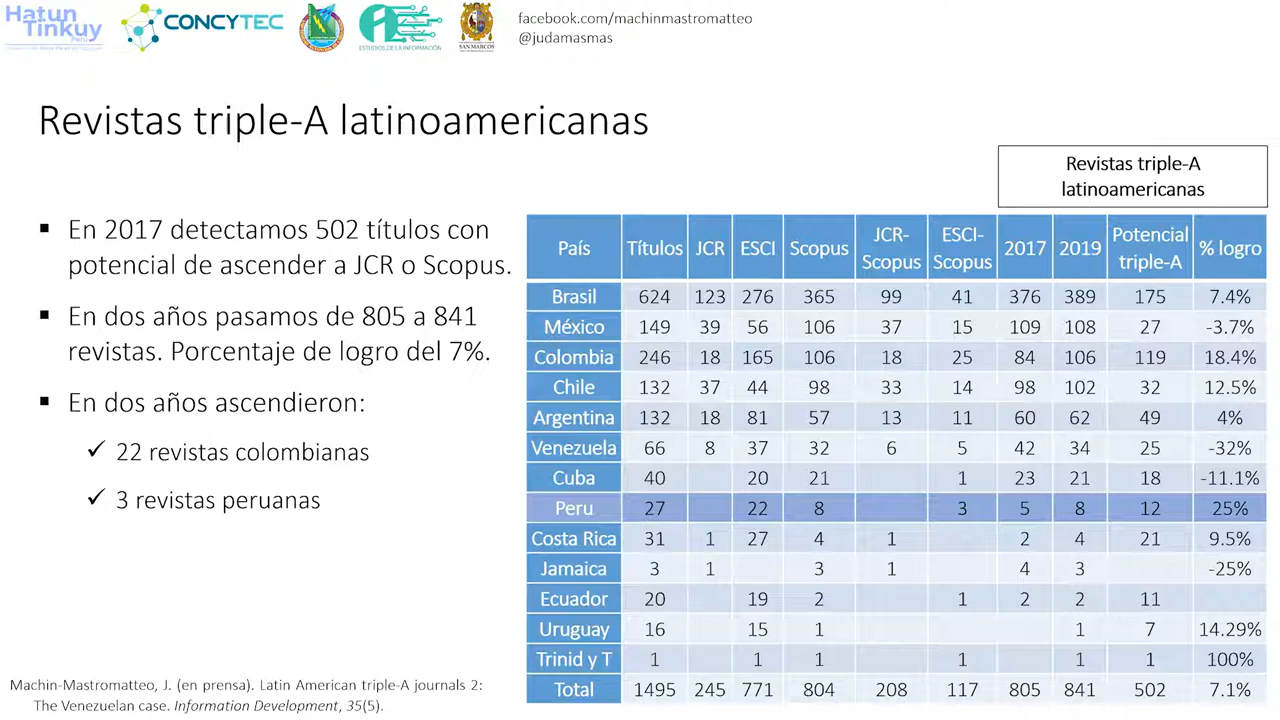 Hatun
Tinkuy
Perú
CONCYTEC
ESTUDIOS DE LA INFORMACIÓN
SAN MARCOS
facebook.com/machinmastromatteo
@judamasmas
Revistas triple-A latinoamericanas
Revistas triple-A
latinoamericanas
▪ En 2017 detectamos 502 títulos con
potencial de ascender a JCR o Scopus.
▪ En dos años pasamos de 805 a 841
revistas. Porcentaje de logro del 7%.
▪ En dos años ascendieron:
✓ 22 revistas colombianas
✓ 3 revistas peruanas
País Títulos JCR ESCI Scopus JCR-Scopus ESCI-Scopus 2017 2019 Potencial triple-A % logro
Brasil 624 123 276 365 99 41 376 389 175 7.4%
México 149 39 56 106 37 15 109 108 27 -3.7%
Colombia 246 18 165 106 18 25 84 106 119 18.4%
Chile 132 37 44 98 33 14 98 102 32 12.5%
Argentina 132 18 81 57 13 11 60 62 49 4%
Venezuela 66 8 37 32 6 5 42 34 25 -32%
Cuba 40 20 21 1 23 21 18 -11.1%
Peru 27 22 8 3 5 8 12 25%
Costa Rica 31 1 27 4 1 2 4 21 9.5%
Jamaica 3 1 3 1 4 3 -25%
Ecuador 20 19 2 1 2 2 11
Uruguay 16 15 1 1 7 14.29%
Trinid y T 1 1 1 1 1 1 100%
Total 1495 245 771 804 208 117 805 841 502 7.1%
Machin-Mastromatteo, J. (en prensa). Latin American triple-A journals 2:
The Venezuelan case. Information Development, 35(5).